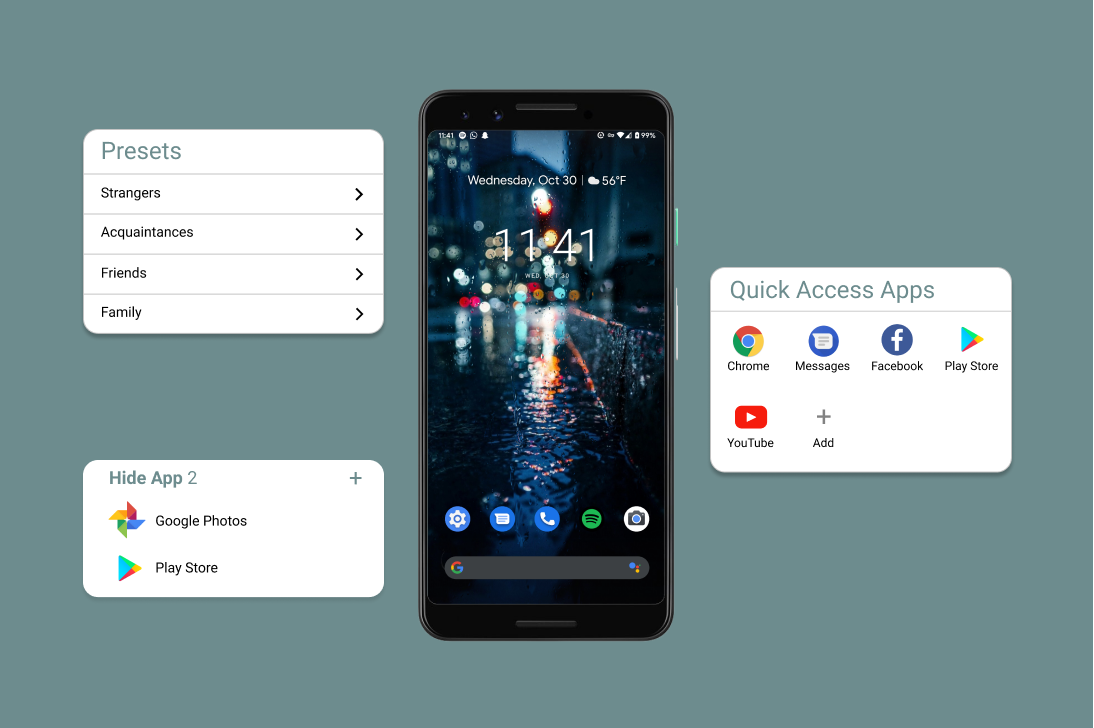 Presets
Strangers
Acquaintances
Friends
Family
Hide App 2 +
Google Photos
Play Store
11:41 99%
Wednesday, Oct 30 | 56°F
11 41
WED, OCT 30
G
Quick Access Apps
Chrome Messages Facebook Play Store
YouTube Add